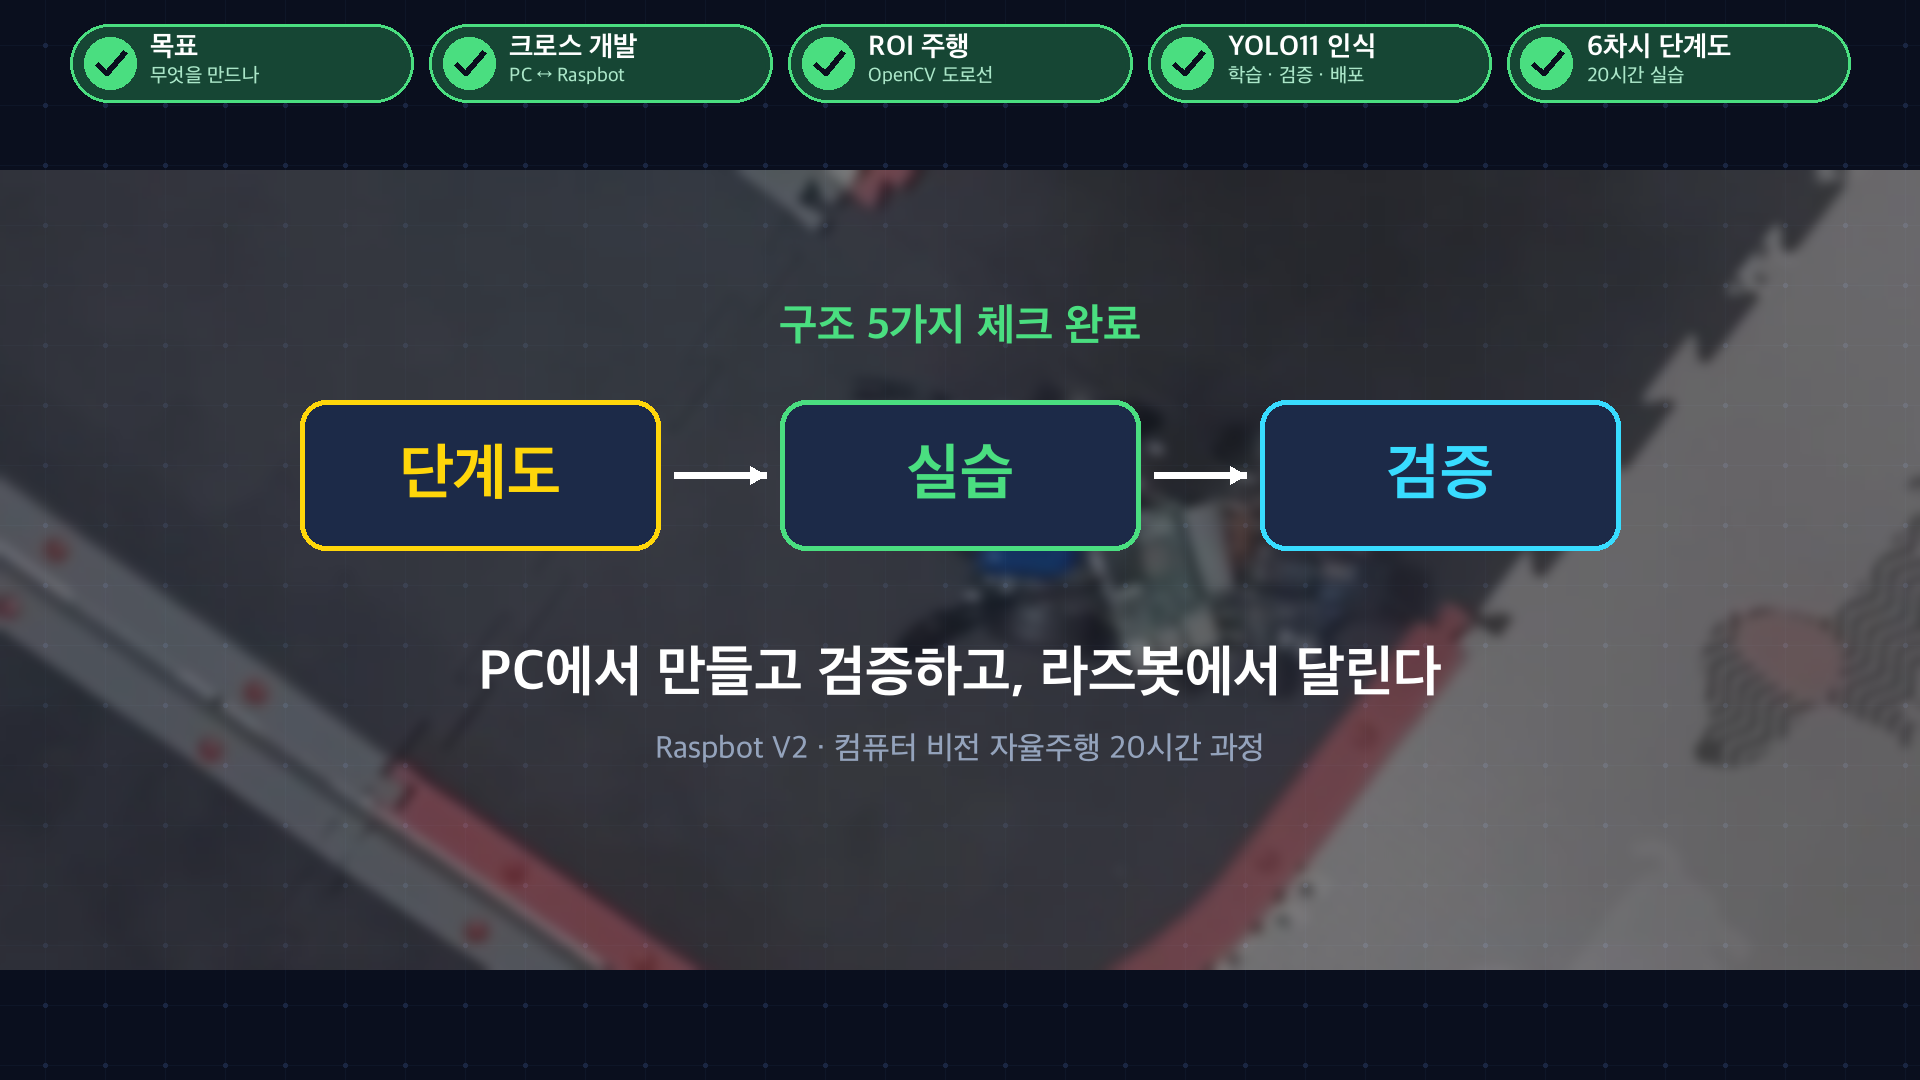 목표
무엇을 만드나
크로스 개발
PC ↔ Raspbot
ROI 주행
OpenCV 도로선
YOLO11 인식
학습 · 검증 · 배포
6차시 단계도
20시간 실습
구조 5가지 체크 완료
단계도
실습
검증
PC에서 만들고 검증하고, 라즈봇에서 달린다
Raspbot V2 · 컴퓨터 비전 자율주행 20시간 과정